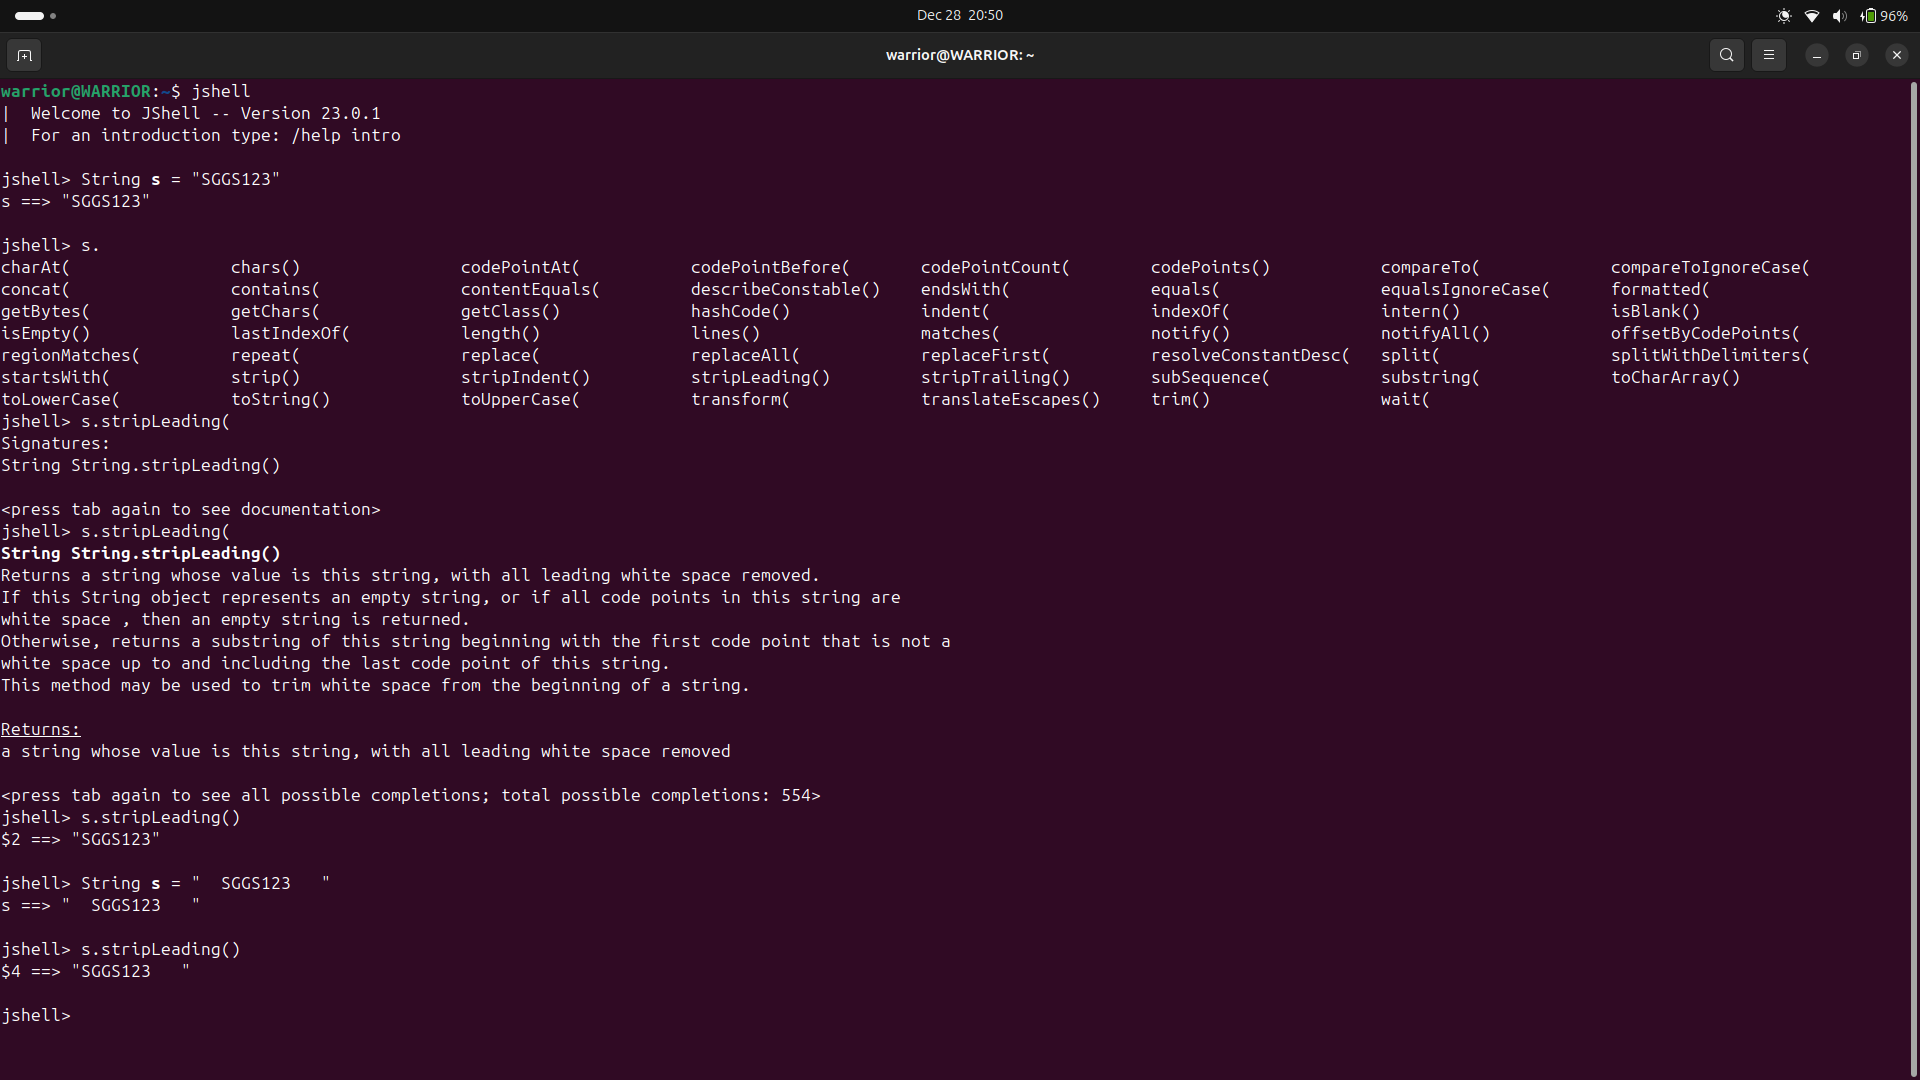 Dec 28 20:50
96%
warrior@WARRIOR: ~
warrior@WARRIOR:~$ jshell
|  Welcome to JShell -- Version 23.0.1
|  For an introduction type: /help intro
jshell> String s = "SGGS123"
s ==> "SGGS123"
jshell> s.
charAt( chars() codePointAt( codePointBefore( codePointCount( codePoints() compareTo( compareToIgnoreCase(
concat( contains( contentEquals( describeConstable() endsWith( equals( equalsIgnoreCase( formatted(
getBytes( getChars( getClass() hashCode() indent( indexOf( intern() isBlank()
isEmpty() lastIndexOf( length() lines() matches( notify() notifyAll() offsetByCodePoints(
regionMatches( repeat( replace( replaceAll( replaceFirst( resolveConstantDesc( split( splitWithDelimiters(
startsWith( strip() stripIndent() stripLeading() stripTrailing() subSequence( substring( toCharArray()
toLowerCase( toString() toUpperCase( transform( translateEscapes() trim() wait(
jshell> s.stripLeading(
Signatures:
String String.stripLeading()
<press tab again to see documentation>
jshell> s.stripLeading(
String String.stripLeading()
Returns a string whose value is this string, with all leading white space removed.
If this String object represents an empty string, or if all code points in this string are
white space , then an empty string is returned.
Otherwise, returns a substring of this string beginning with the first code point that is not a
white space up to and including the last code point of this string.
This method may be used to trim white space from the beginning of a string.
Returns:
a string whose value is this string, with all leading white space removed
<press tab again to see all possible completions; total possible completions: 554>
jshell> s.stripLeading()
$2 ==> "SGGS123"
jshell> String s = "  SGGS123   "
s ==> "  SGGS123   "
jshell> s.stripLeading()
$4 ==> "SGGS123   "
jshell>